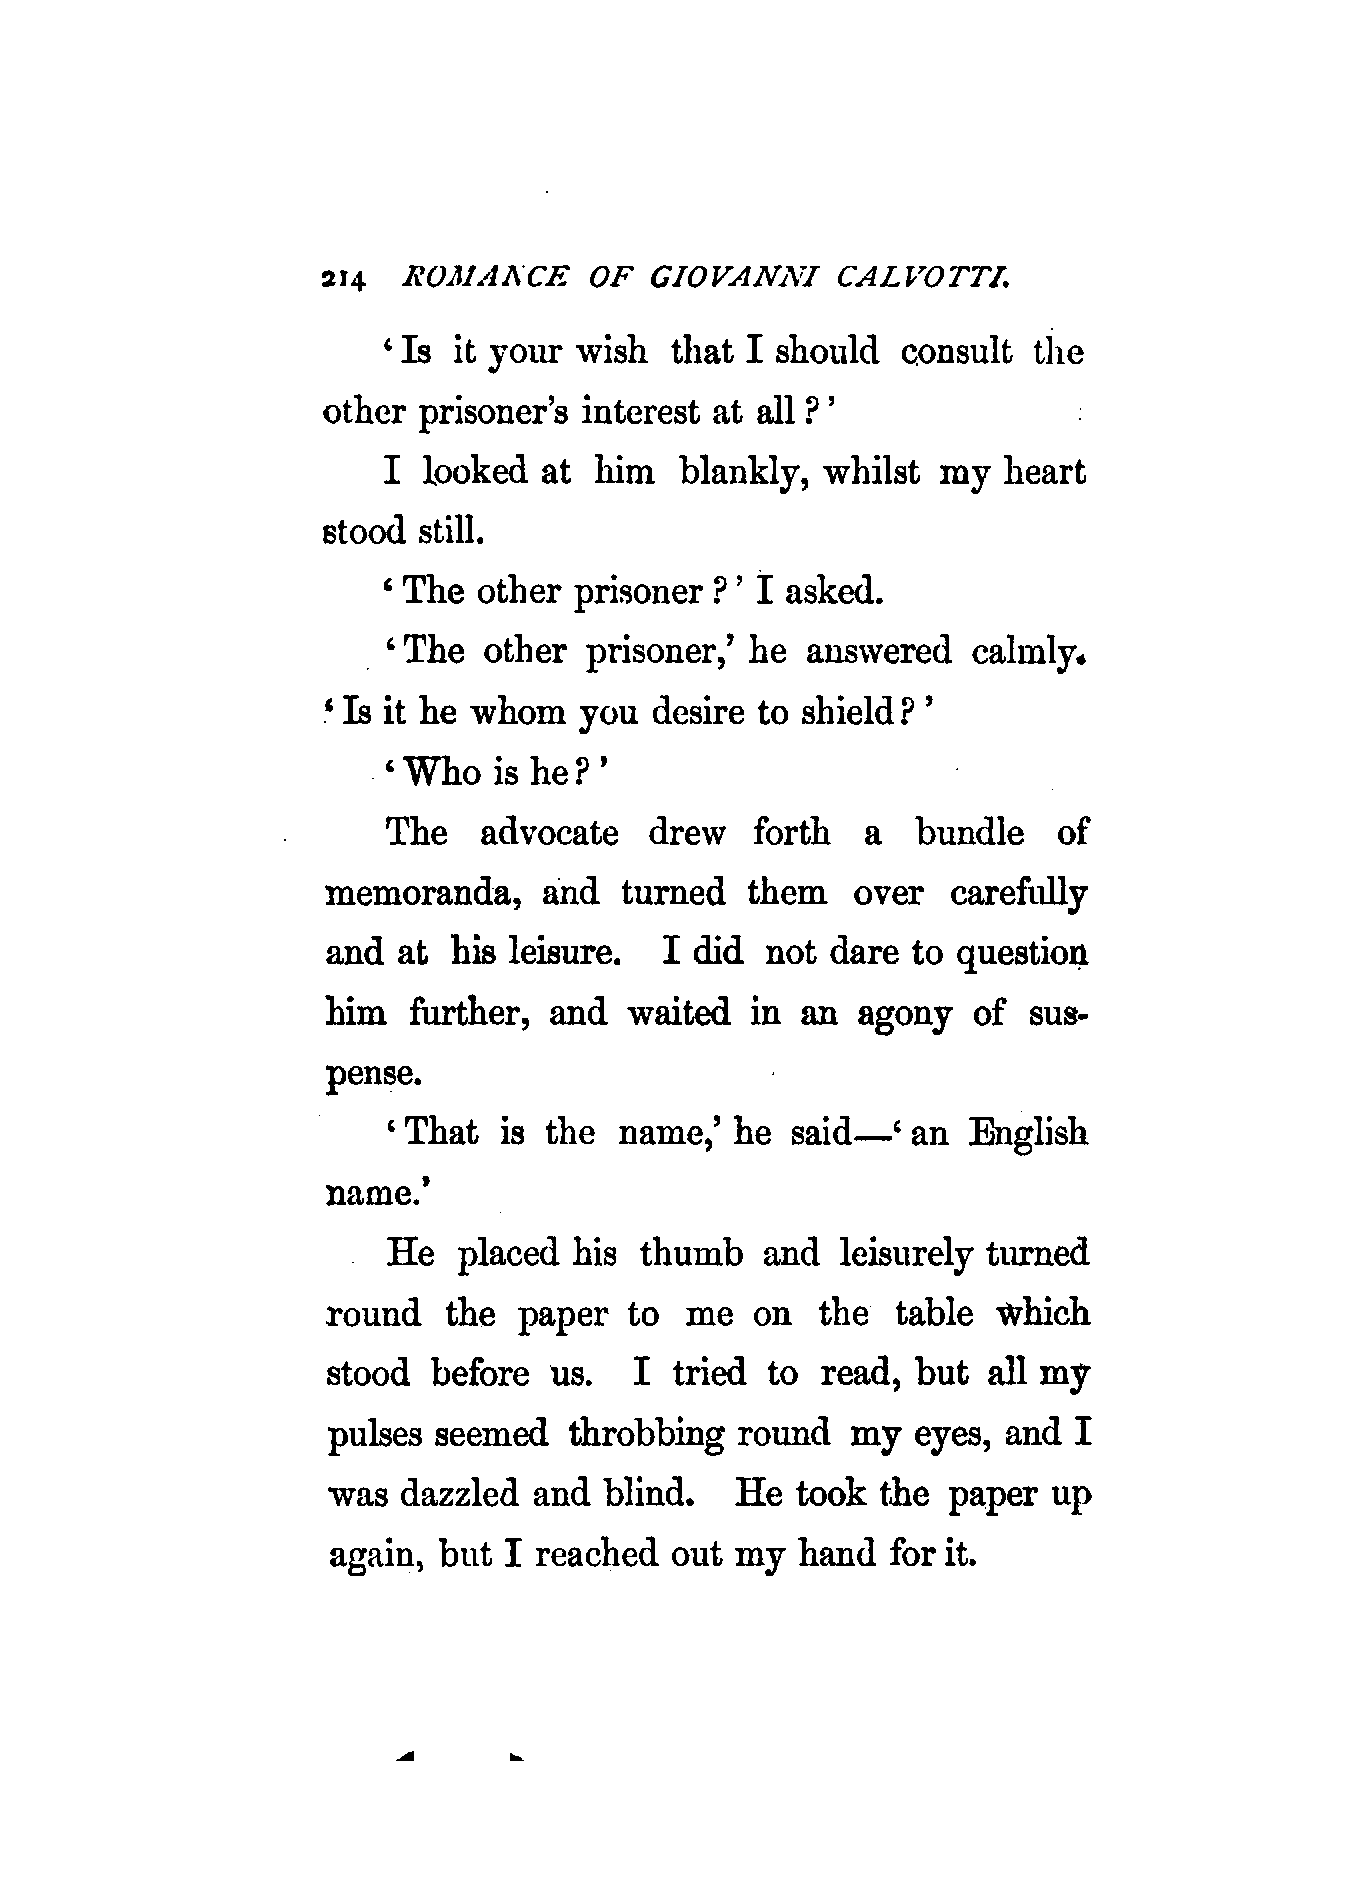 214 ROMANCE OF GIOVANNI CALVOTTI.
‘Is it your wish that I should consult the
other prisoner’s interest at all?’
I looked at him blankly, whilst my heart
stood still.
‘The other prisoner?’ I asked.
‘The other prisoner,’ he answered calmly.
‘Is it he whom you desire to shield?’
‘Who is he?’
The advocate drew forth a bundle of
memoranda, and turned them over carefully
and at his leisure. I did not dare to question
him further, and waited in an agony of sus-
pense.
‘That is the name,’ he said—‘an English
name.’
He placed his thumb and leisurely turned
round the paper to me on the table which
stood before us. I tried to read, but all my
pulses seemed throbbing round my eyes, and I
was dazzled and blind. He took the paper up
again, but I reached out my hand for it.